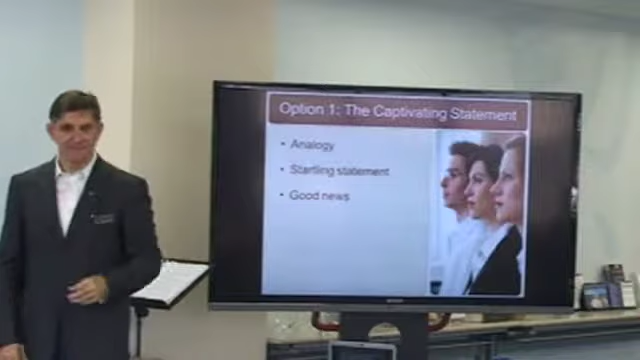 Option 1: The Captivating Statement
• Analogy
• Startling statement
• Good news